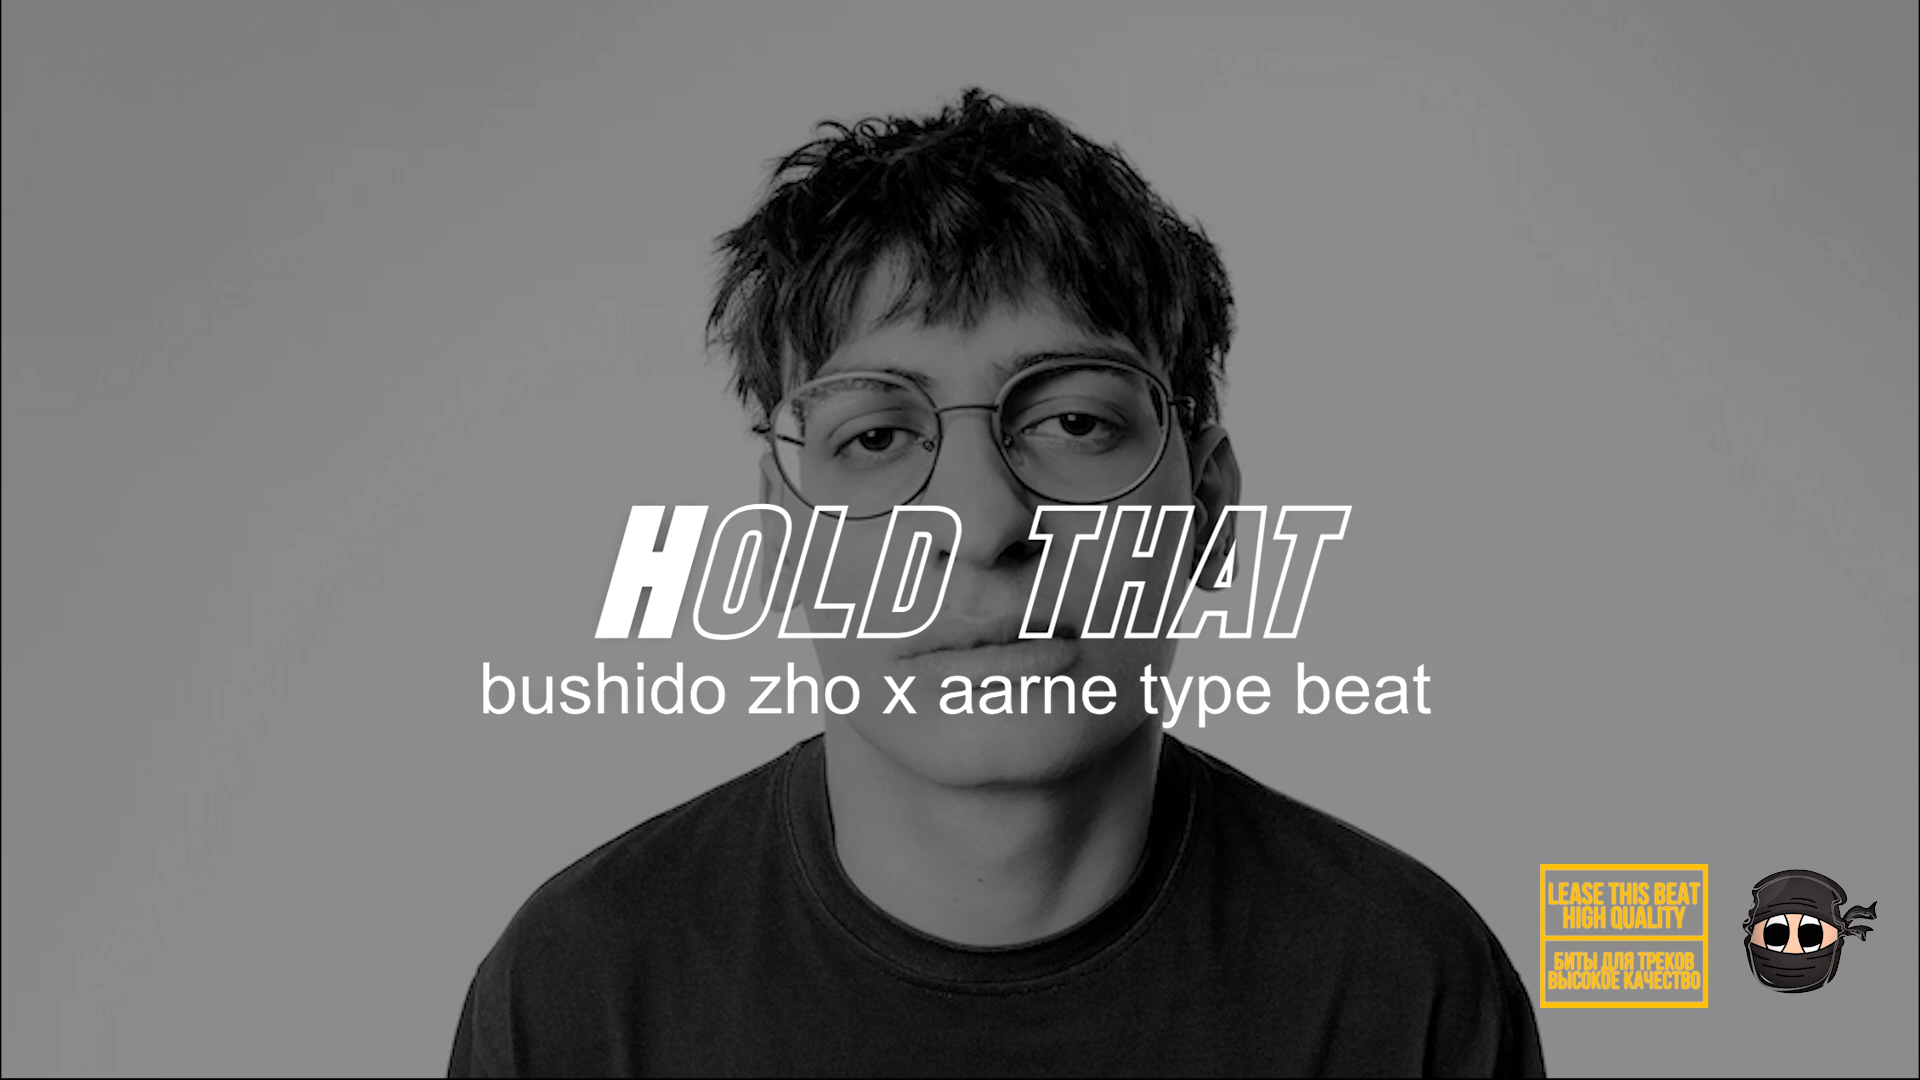 HOLD THAT
bushido zho x aarne type beat
LEASE THIS BEAT
HIGH QUALITY
БИТЫ ДЛЯ ТРЕКОВ
ВЫСОКОЕ КАЧЕСТВО